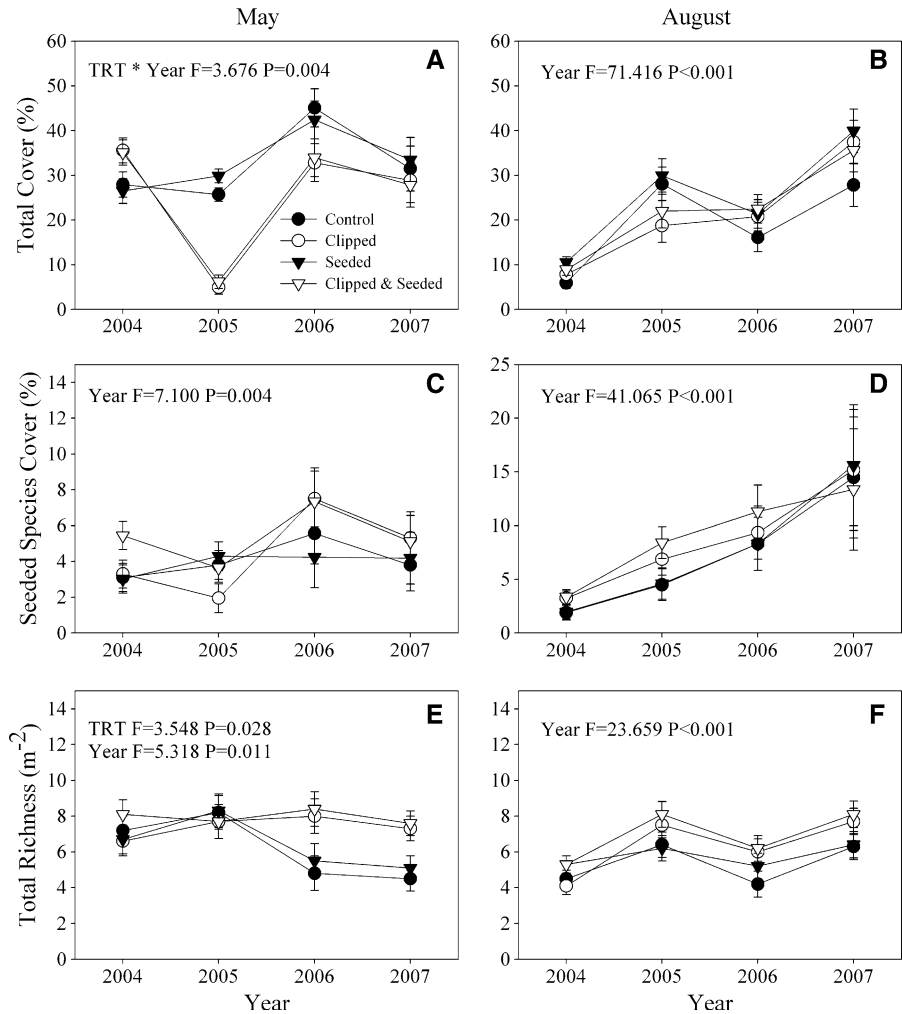 May
August
Total Cover (%)
60
50
40
30
20
10
0
TRT * Year F=3.676 P=0.004
A
Control
Clipped
Seeded
Clipped & Seeded
2004 2005 2006 2007
60
50
40
30
20
10
0
Year F=71.416 P<0.001
B
2004 2005 2006 2007
Seeded Species Cover (%)
14
12
10
8
6
4
2
0
Year F=7.100 P=0.004
C
2004 2005 2006 2007
25
20
15
10
5
0
Year F=41.065 P<0.001
D
2004 2005 2006 2007
Total Richness (m-2)
14
12
10
8
6
4
2
0
TRT F=3.548 P=0.028
Year F=5.318 P=0.011
E
2004 2005 2006 2007
Year
14
12
10
8
6
4
2
0
Year F=23.659 P<0.001
F
2004 2005 2006 2007
Year